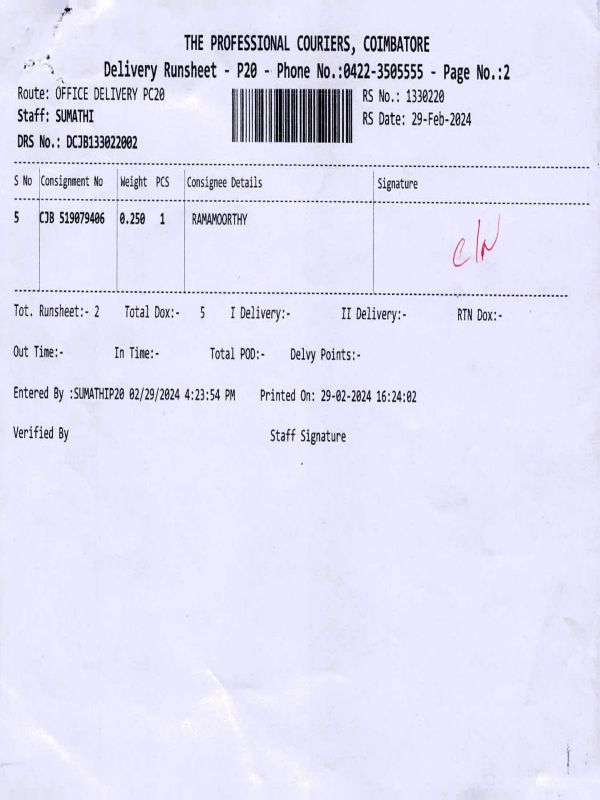 THE PROFESSIONAL COURIERS, COIMBATORE
Delivery Runsheet - P20 - Phone No.:0422-3505555 - Page No.:2
Route: OFFICE DELIVERY PC20 RS No.: 1330220
Staff: SUMATHI RS Date: 29-Feb-2024
DRS No.: DCJB133022002
S No Consignment No Weight PCS Consignee Details Signature
5 CJB 519079406 0.250 1 RAMAMOORTHY
Tot. Runsheet:- 2 Total Dox:- 5 I Delivery:- II Delivery:- RTN Dox:-
Out Time:- In Time:- Total POD:- Delvy Points:-
Entered By :SUMATHIP20 02/29/2024 4:23:54 PM Printed On: 29-02-2024 16:24:02
Verified By Staff Signature